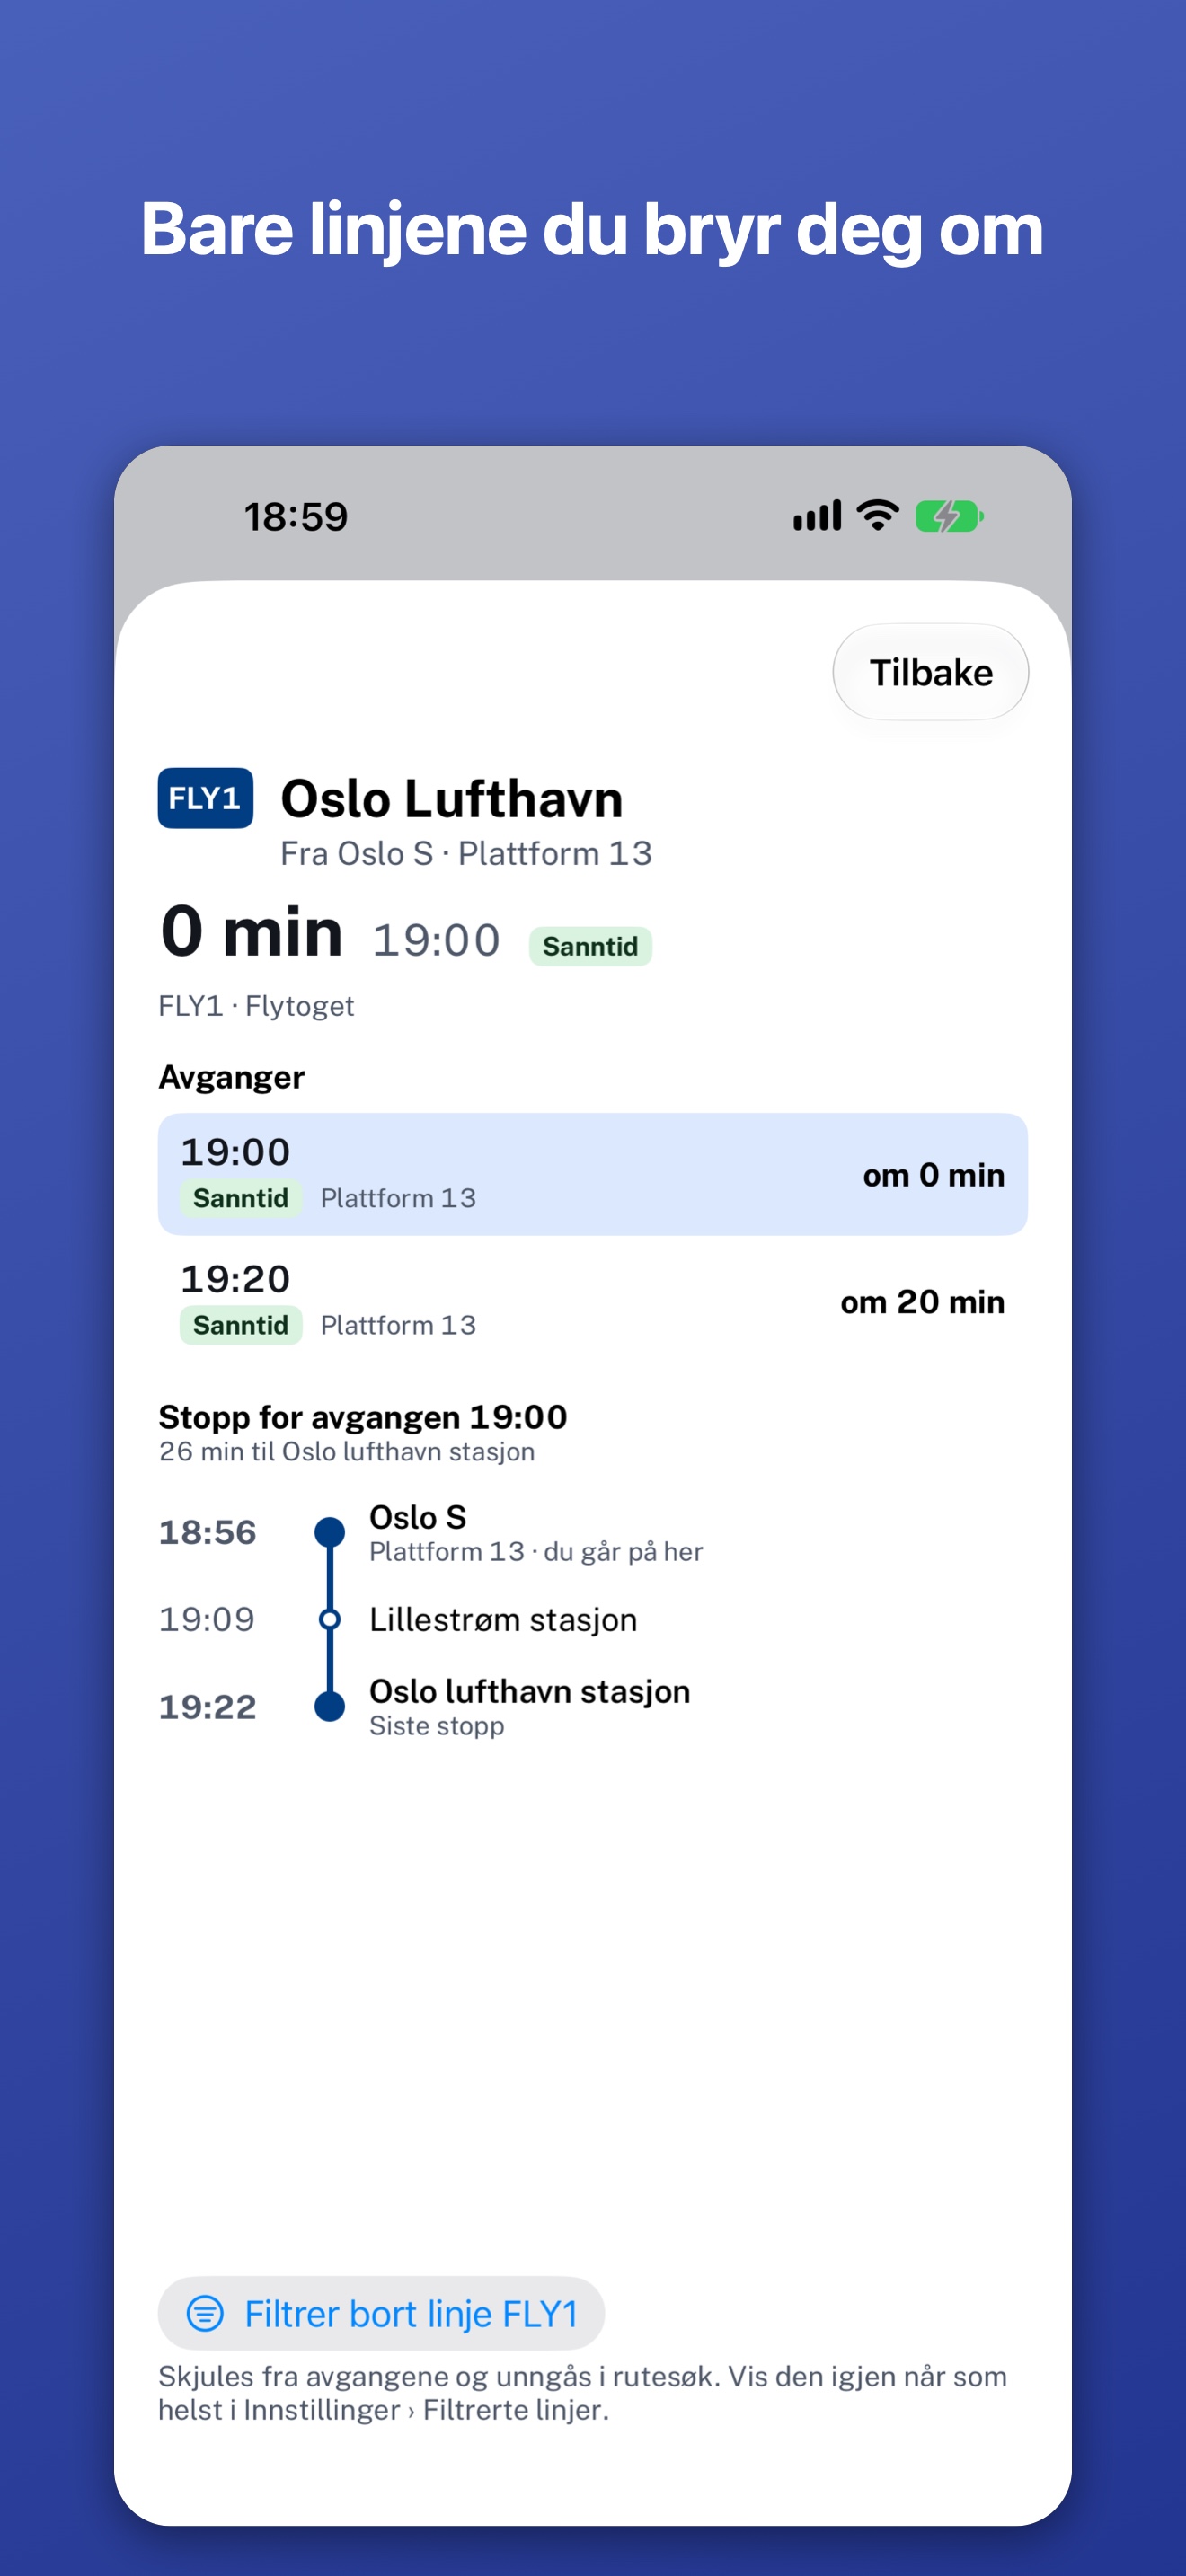 Bare linjene du bryr deg om
18:59
Tilbake
FLY1 Oslo Lufthavn
Fra Oslo S · Plattform 13
0 min 19:00 Sanntid
FLY1 · Flytoget
Avganger
19:00
om 0 min
Sanntid Plattform 13
19:20
om 20 min
Sanntid Plattform 13
Stopp for avgangen 19:00
26 min til Oslo lufthavn stasjon
18:56 Oslo S
Plattform 13 · du går på her
19:09 Lillestrøm stasjon
19:22 Oslo lufthavn stasjon
Siste stopp
Filtrer bort linje FLY1
Skjules fra avgangene og unngås i rutesøk. Vis den igjen når som
helst i Innstillinger › Filtrerte linjer.